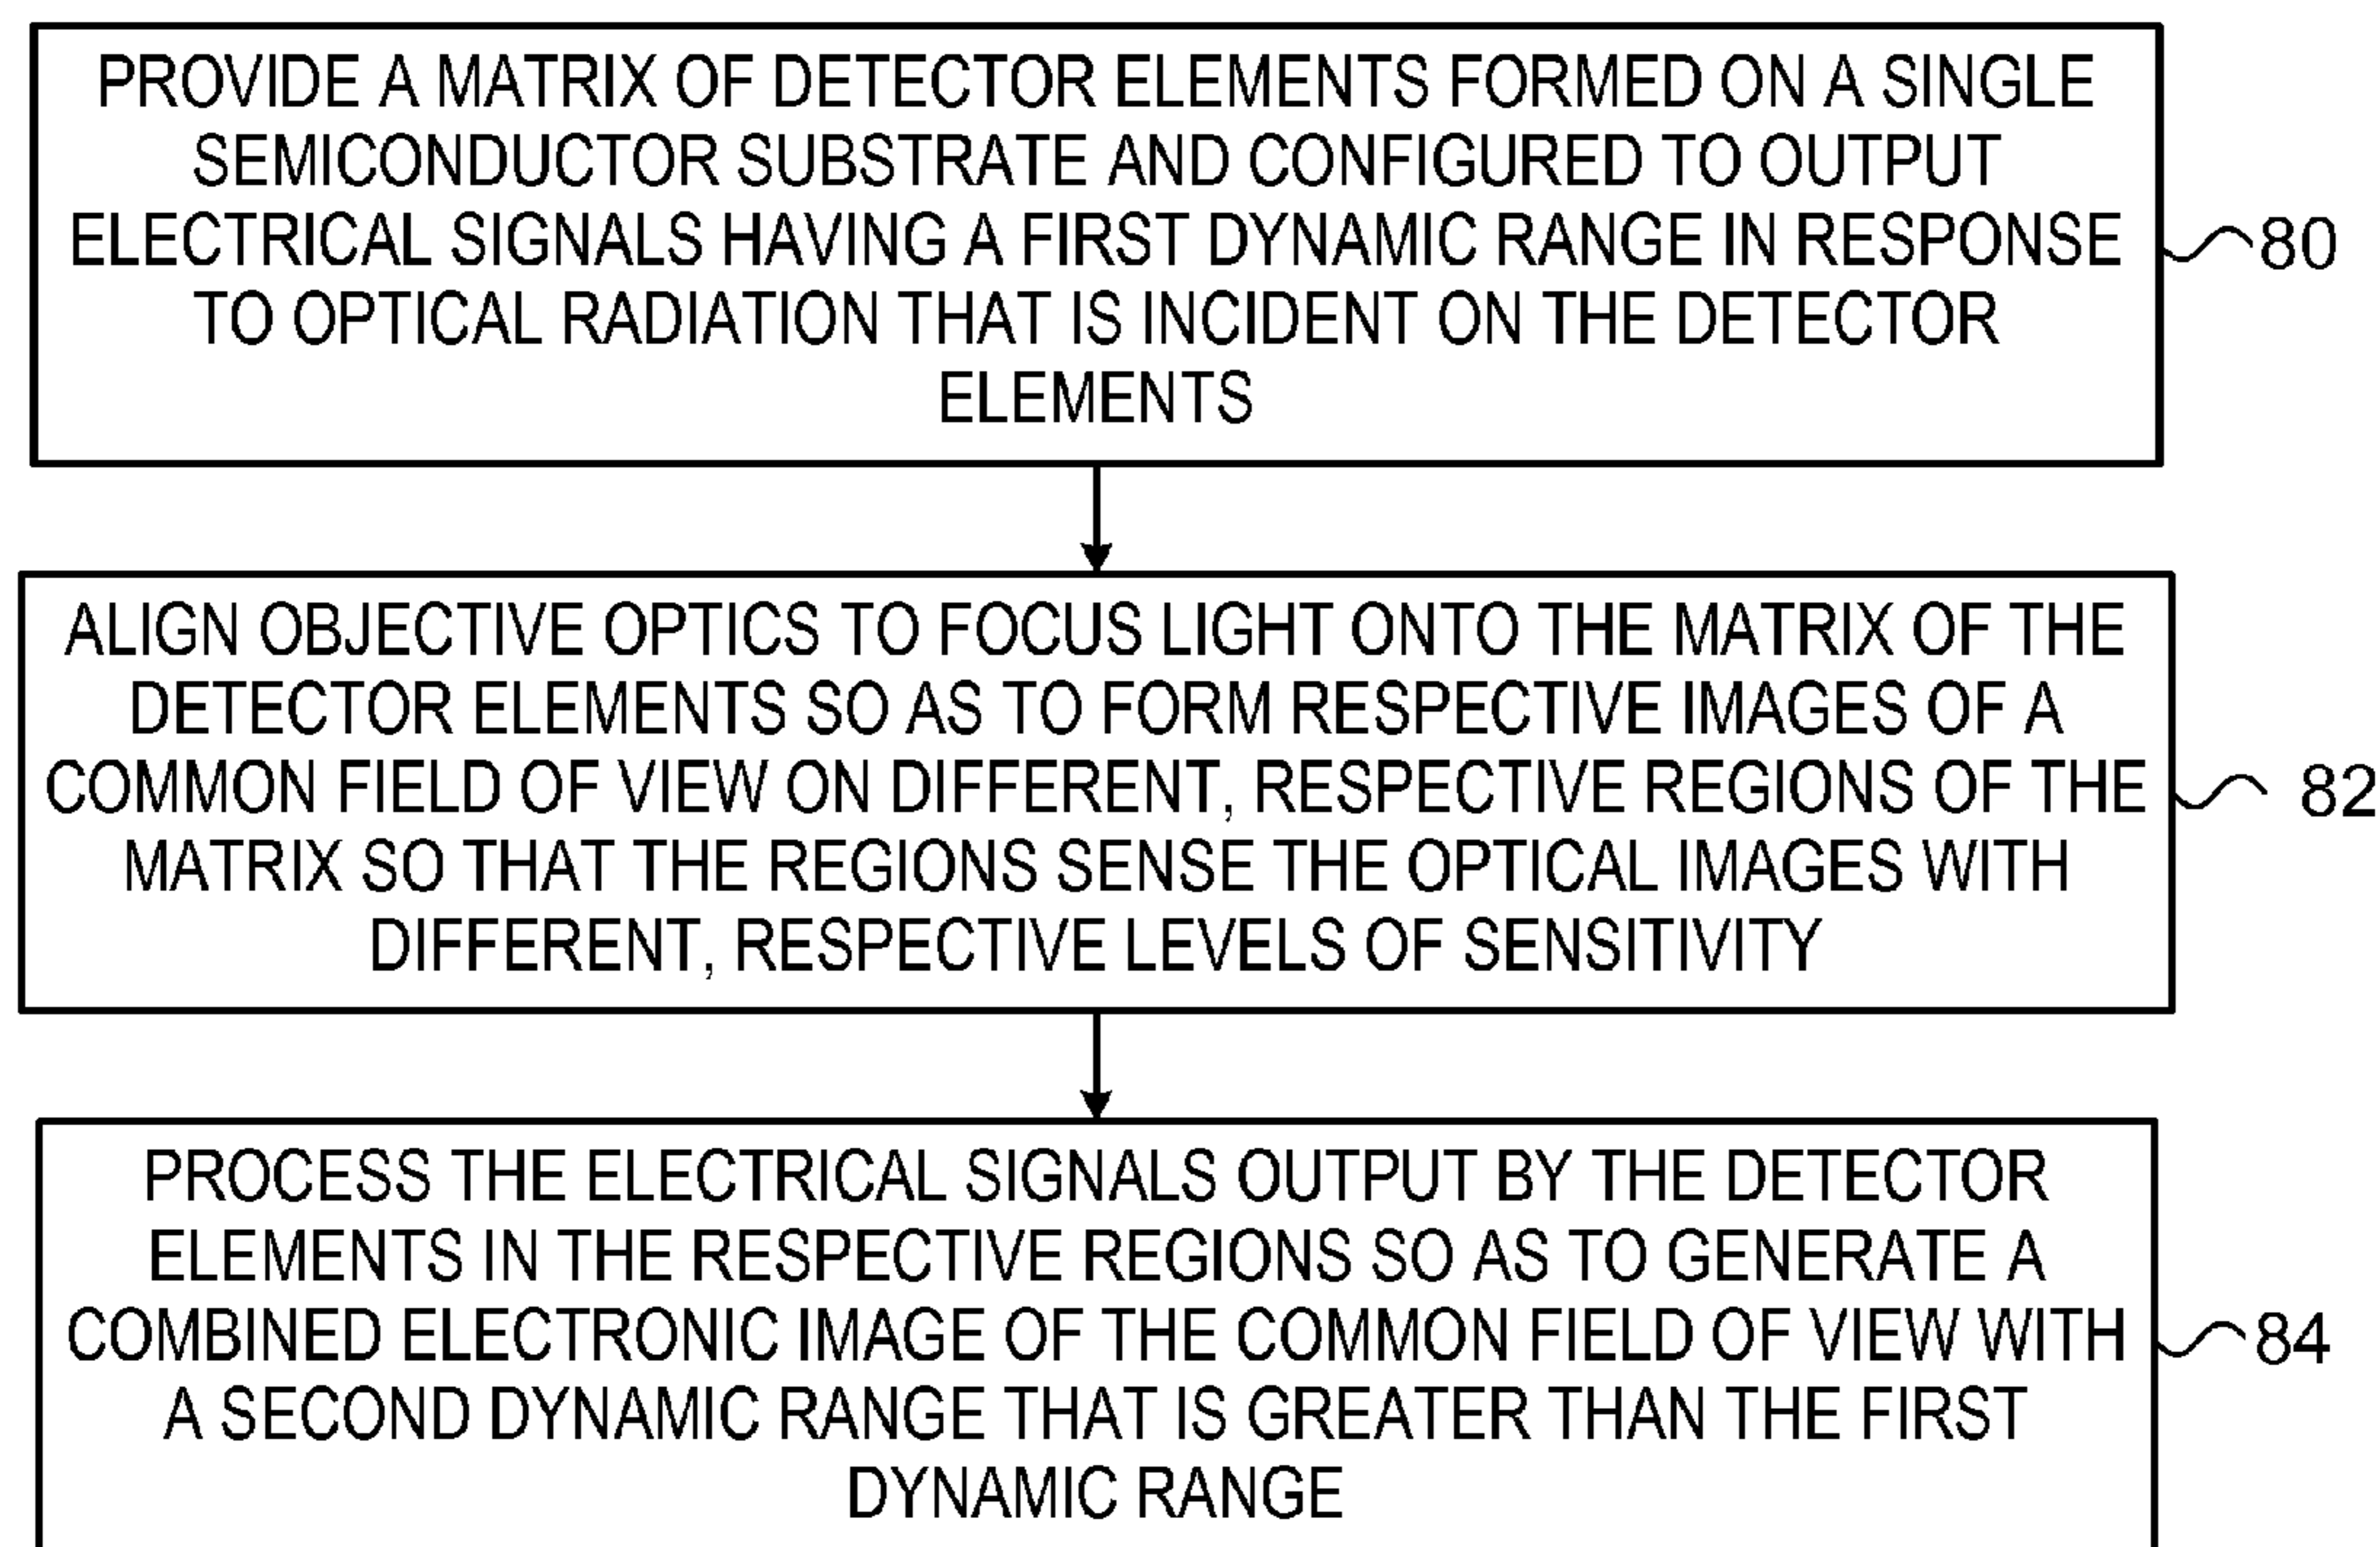 PROVIDE A MATRIX OF DETECTOR ELEMENTS FORMED ON A SINGLE
SEMICONDUCTOR SUBSTRATE AND CONFIGURED TO OUTPUT
ELECTRICAL SIGNALS HAVING A FIRST DYNAMIC RANGE IN RESPONSE
TO OPTICAL RADIATION THAT IS INCIDENT ON THE DETECTOR
ELEMENTS
80
ALIGN OBJECTIVE OPTICS TO FOCUS LIGHT ONTO THE MATRIX OF THE
DETECTOR ELEMENTS SO AS TO FORM RESPECTIVE IMAGES OF A
COMMON FIELD OF VIEW ON DIFFERENT, RESPECTIVE REGIONS OF THE
MATRIX SO THAT THE REGIONS SENSE THE OPTICAL IMAGES WITH
DIFFERENT, RESPECTIVE LEVELS OF SENSITIVITY
82
PROCESS THE ELECTRICAL SIGNALS OUTPUT BY THE DETECTOR
ELEMENTS IN THE RESPECTIVE REGIONS SO AS TO GENERATE A
COMBINED ELECTRONIC IMAGE OF THE COMMON FIELD OF VIEW WITH
A SECOND DYNAMIC RANGE THAT IS GREATER THAN THE FIRST
DYNAMIC RANGE
84